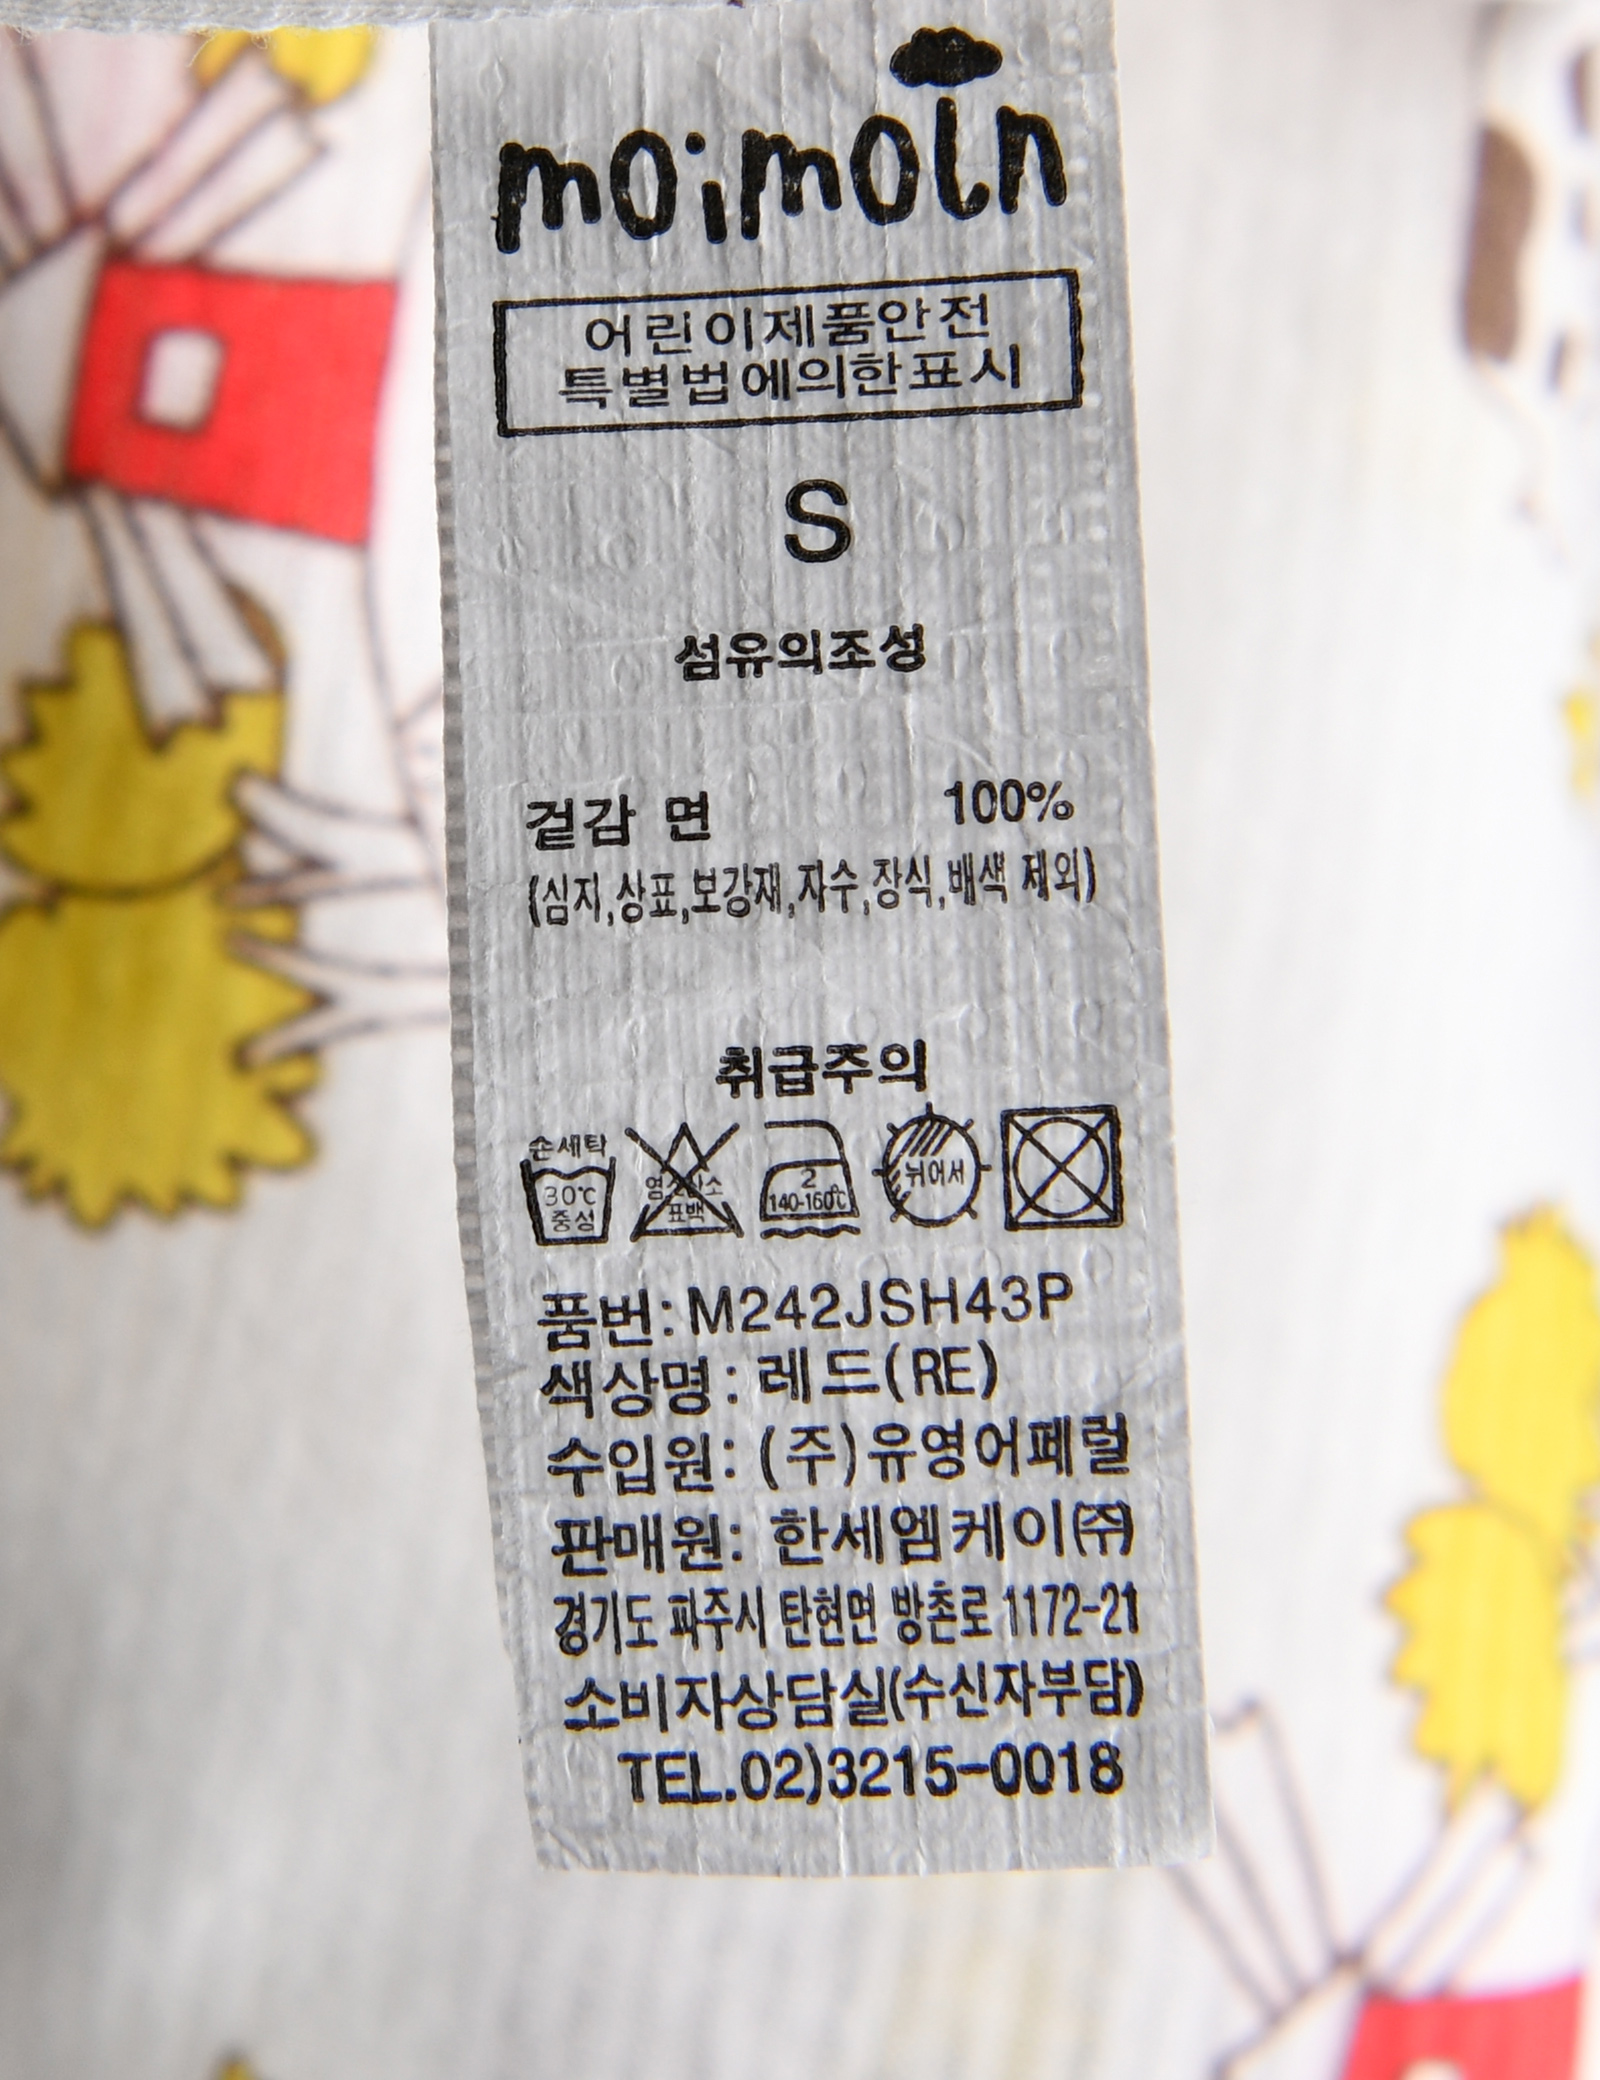 moimoln
어린이제품안전
특별법에의한표시
S
섬유의조성
겉감 면 100%
(심지,상표,보강재,자수,장식,배색 제외)
취급주의
손세탁
30℃
중성
염소산소
표백
2
140-160℃
뉘어서
품번: M242JSH43P
색상명: 레드(RE)
수입원: (주)유영어페럴
판매원: 한세엠케이㈜
경기도 파주시 탄현면 방촌로 1172-21
소비자상담실(수신자부담)
TEL.02)3215-0018